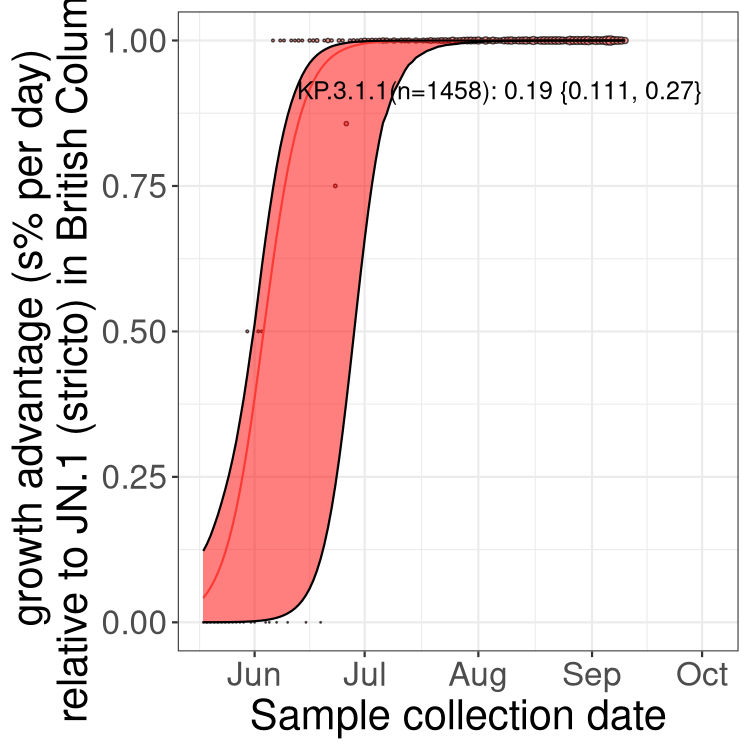 growth advantage (s% per day)
relative to JN.1 (stricto) in British Colum
1.00
0.75
0.50
0.25
0.00
KP.3.1.1(n=1458): 0.19 {0.111, 0.27}
Jun Jul Aug Sep Oct
Sample collection date